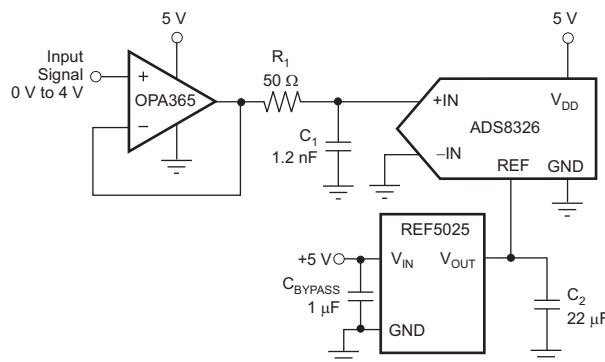 5 V
Input
Signal
0 V to 4 V
+
OPA365
−
R1
50 Ω
C1
1.2 nF
5 V
+IN
VDD
ADS8326
−IN
REF
GND
REF5025
+5 V
VIN
VOUT
CBYPASS
1 μF
GND
C2
22 μF